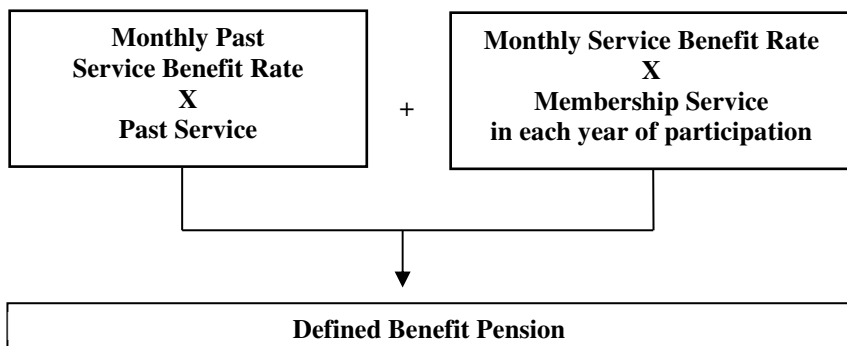 Monthly Past
Service Benefit Rate
X
Past Service
+
Monthly Service Benefit Rate
X
Membership Service
in each year of participation
Defined Benefit Pension